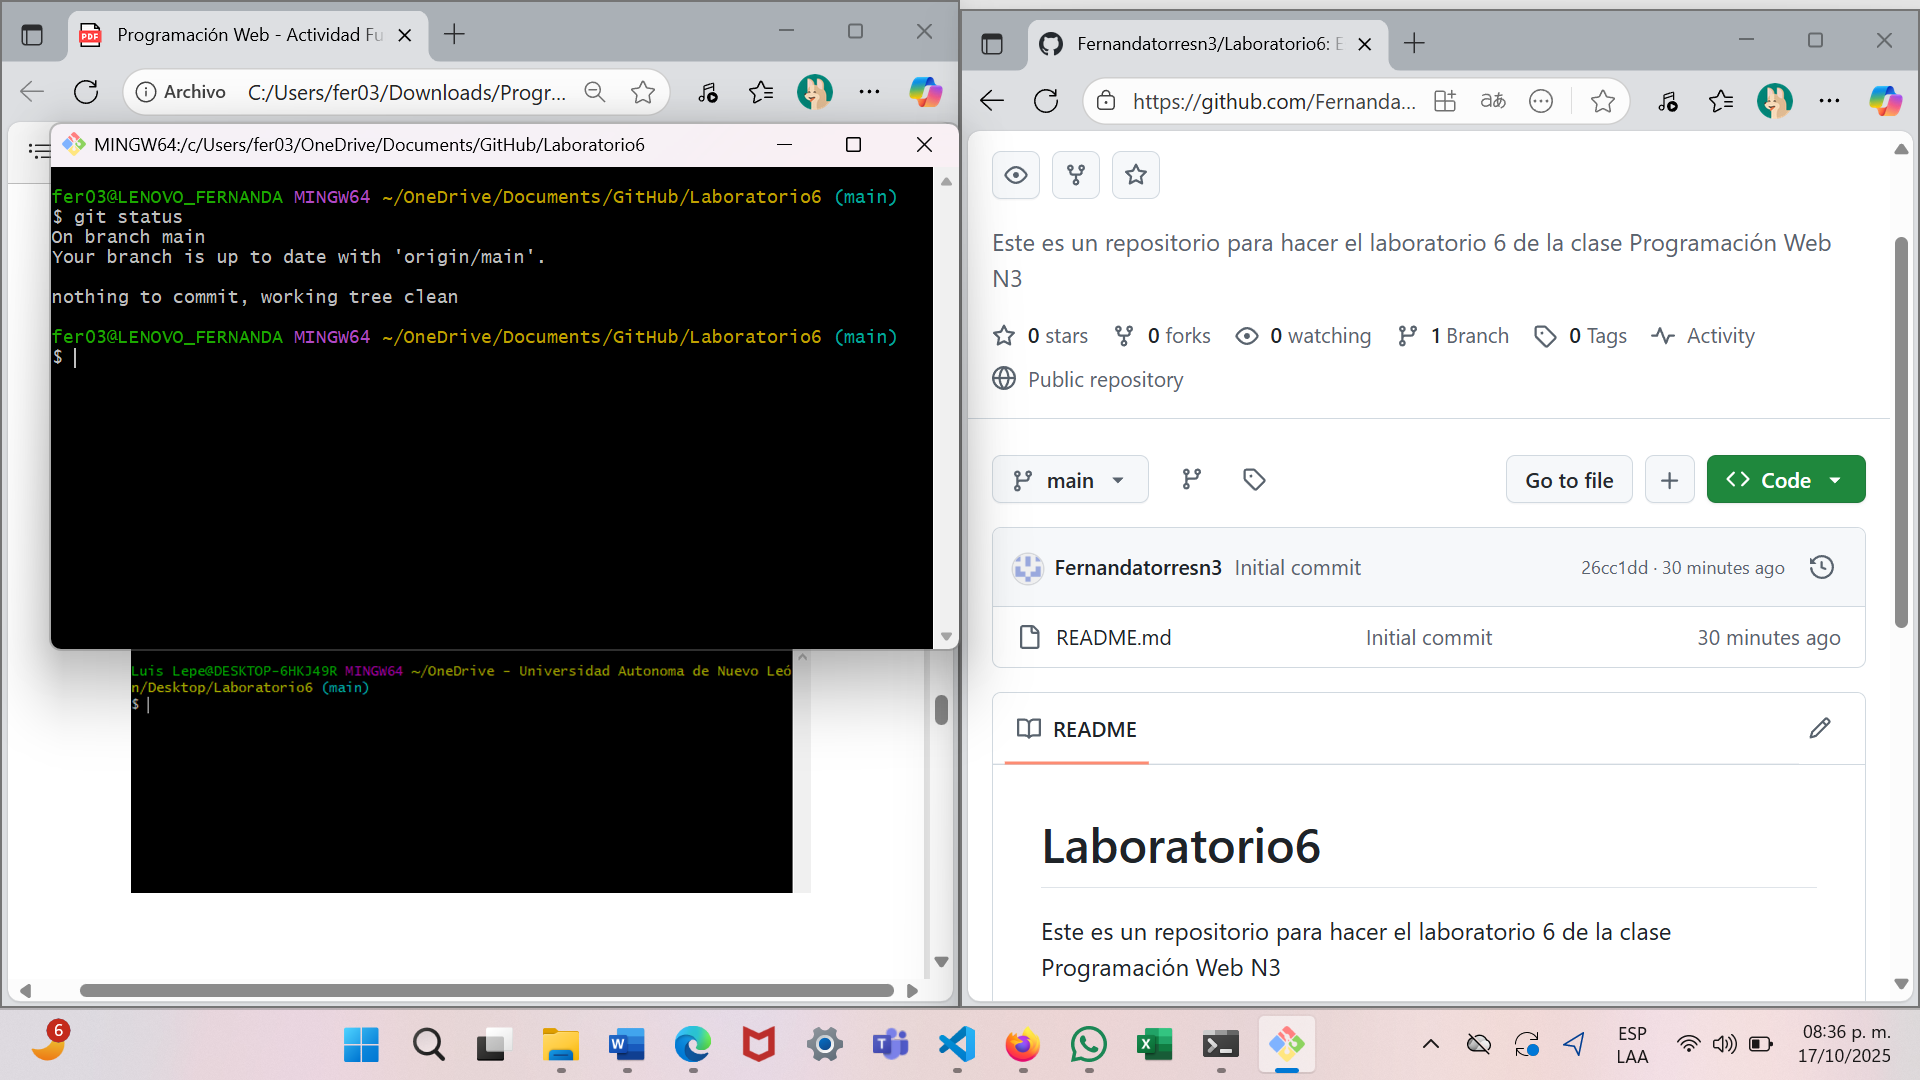 Programación Web - Actividad Fu
Archivo
C:/Users/fer03/Downloads/Progr...
MINGW64:/c/Users/fer03/OneDrive/Documents/GitHub/Laboratorio6
fer03@LENOVO_FERNANDA MINGW64 ~/OneDrive/Documents/GitHub/Laboratorio6 (main)
$ git status
On branch main
Your branch is up to date with 'origin/main'.
nothing to commit, working tree clean
fer03@LENOVO_FERNANDA MINGW64 ~/OneDrive/Documents/GitHub/Laboratorio6 (main)
$
Luis Lepe@DESKTOP-6HKJ49R MINGW64 ~/OneDrive - Universidad Autonoma de Nuevo Leó
n/Desktop/Laboratorio6 (main)
$
Fernandatorresn3/Laboratorio6: E
https://github.com/Fernanda...
Este es un repositorio para hacer el laboratorio 6 de la clase Programación Web
N3
0 stars 0 forks 0 watching 1 Branch 0 Tags Activity
Public repository
main Go to file Code
Fernandatorresn3 Initial commit 26cc1dd · 30 minutes ago
README.md Initial commit 30 minutes ago
README
Laboratorio6
Este es un repositorio para hacer el laboratorio 6 de la clase
Programación Web N3
6
ESP
LAA
08:36 p. m.
17/10/2025